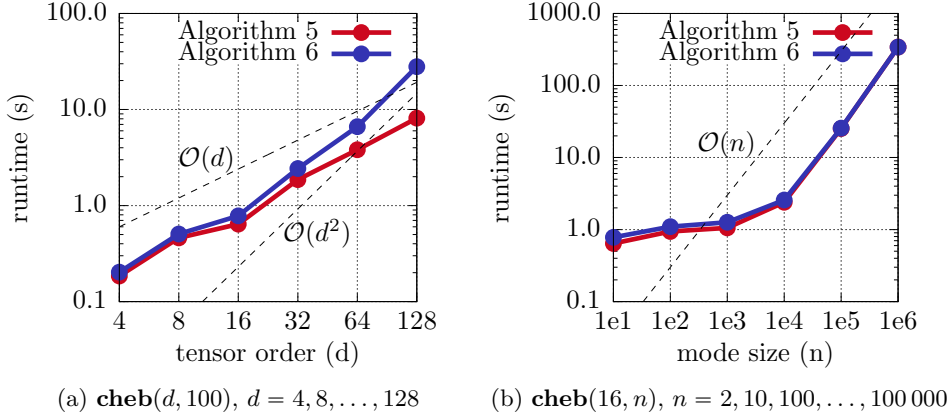 100.0
10.0
1.0
0.1
runtime (s)
Algorithm 5
Algorithm 6
O(d)
O(d²)
4 8 16 32 64 128
tensor order (d)
(a) cheb(d, 100), d = 4, 8, . . . , 128
1000.0
100.0
10.0
1.0
0.1
runtime (s)
Algorithm 5
Algorithm 6
O(n)
1e1 1e2 1e3 1e4 1e5 1e6
mode size (n)
(b) cheb(16, n), n = 2, 10, 100, . . . , 100 000